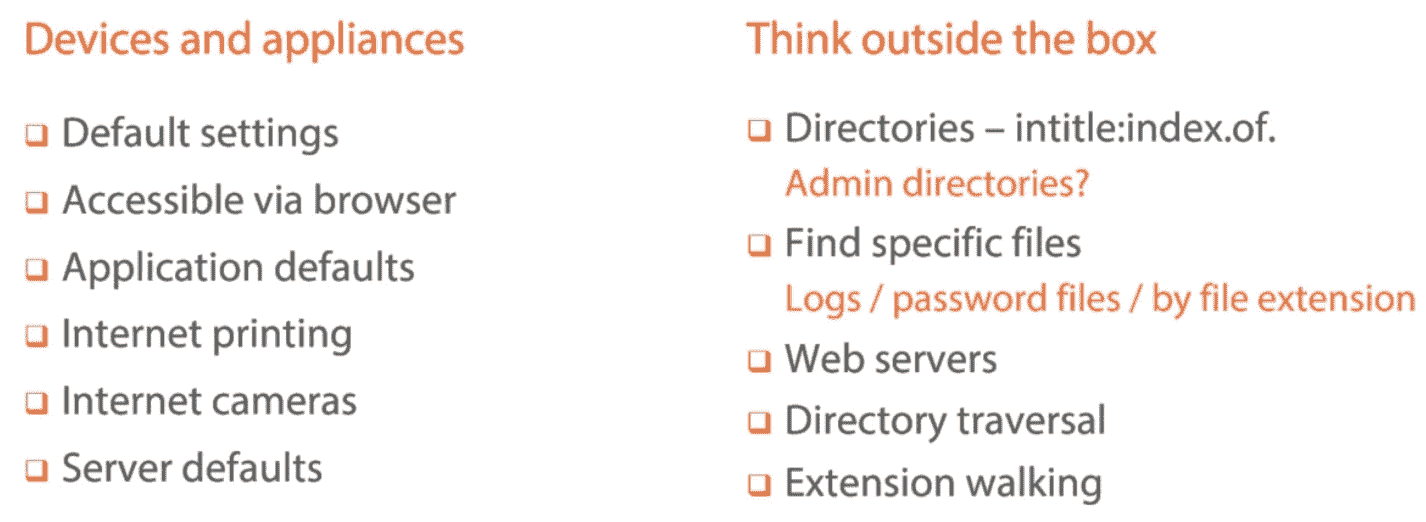 Devices and appliances
Default settings
Accessible via browser
Application defaults
Internet printing
Internet cameras
Server defaults
Think outside the box
Directories – intitle:index.of.
Admin directories?
Find specific files
Logs / password files / by file extension
Web servers
Directory traversal
Extension walking